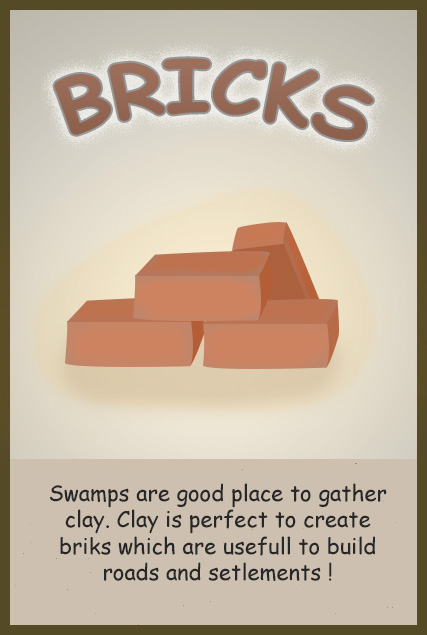 BRICKS
Swamps are good place to gather
clay. Clay is perfect to create
briks which are usefull to build
roads and setlements !